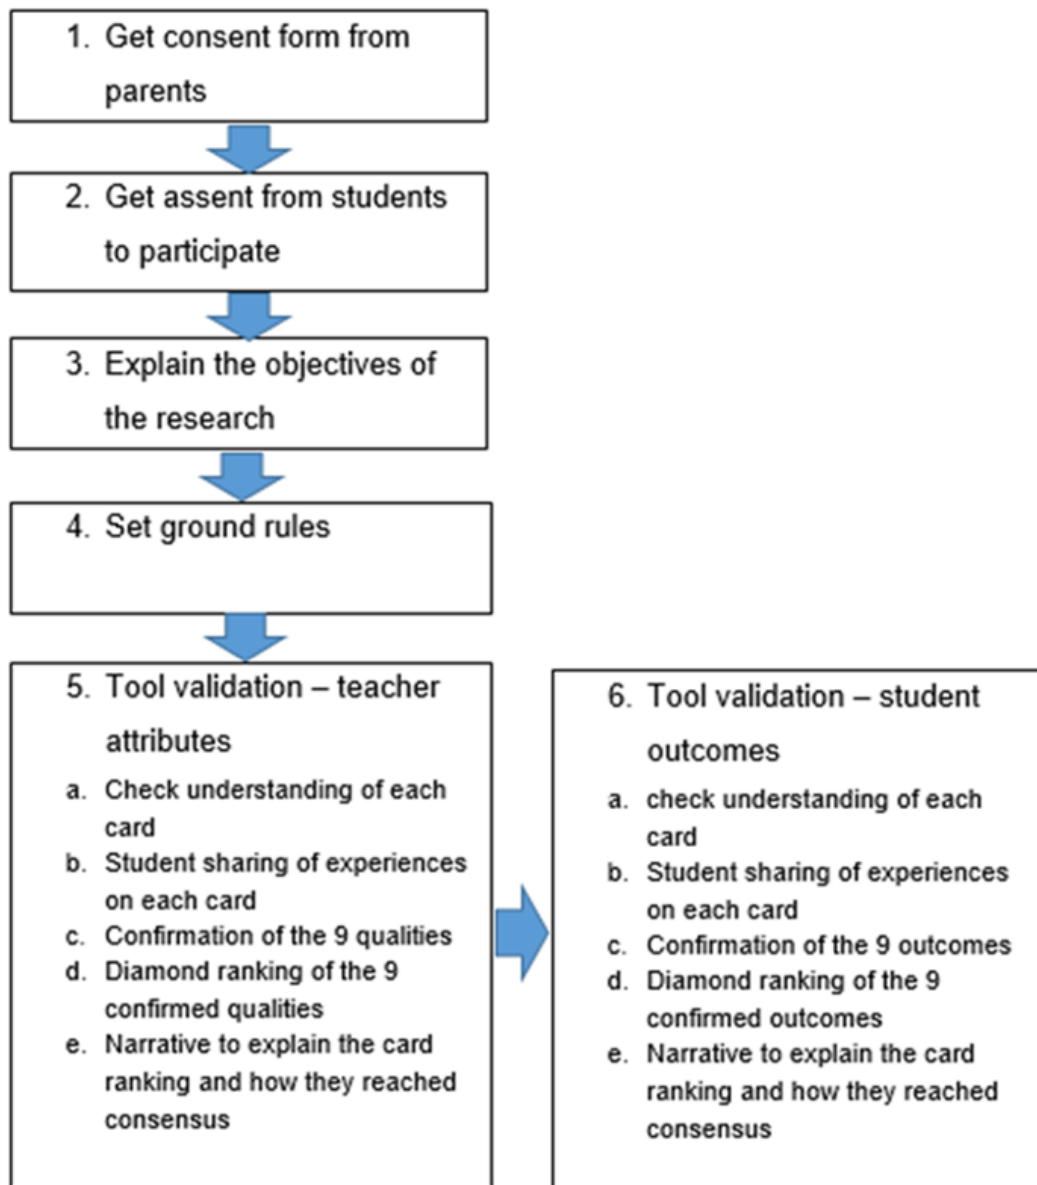 1. Get consent form from
parents
2. Get assent from students
to participate
3. Explain the objectives of
the research
4. Set ground rules
5. Tool validation – teacher
attributes
a. Check understanding of each
card
b. Student sharing of experiences
on each card
c. Confirmation of the 9 qualities
d. Diamond ranking of the 9
confirmed qualities
e. Narrative to explain the card
ranking and how they reached
consensus
6. Tool validation – student
outcomes
a. check understanding of each
card
b. Student sharing of experiences
on each card
c. Confirmation of the 9 outcomes
d. Diamond ranking of the 9
confirmed outcomes
e. Narrative to explain the card
ranking and how they reached
consensus